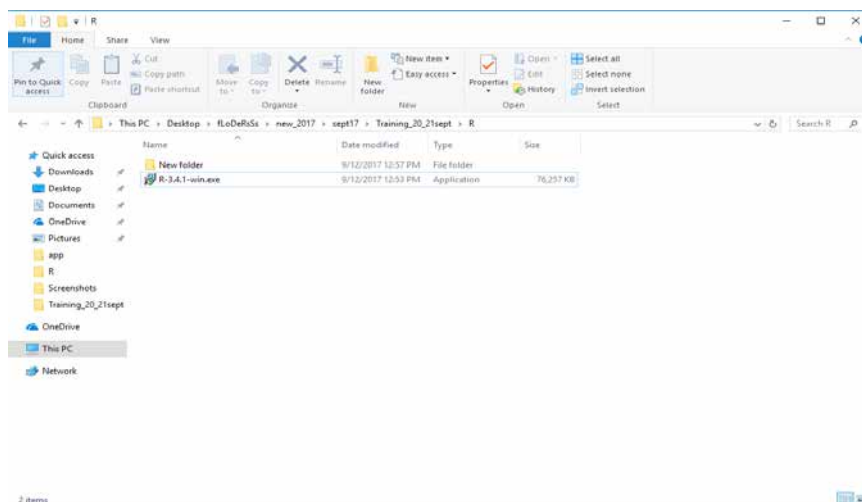 R
File Home Share View
Pin to Quick access
Copy
Paste
Cut
Copy path
Paste shortcut
Clipboard
Move to
Copy to
Delete
Rename
Organize
New folder
New item
Easy access
New
Properties
Open
Edit
History
Open
Select all
Select none
Invert selection
Select
This PC > Desktop > fLoDeRsSs > new_2017 > sept17 > Training_20_21sept > R
Search R
Name Date modified Type Size
New folder 9/12/2017 12:57 PM File folder
R-3.4.1-win.exe 9/12/2017 12:53 PM Application 76,257 KB
Quick access
Downloads
Desktop
Documents
OneDrive
Pictures
app
R
Screenshots
Training_20_21sept
OneDrive
This PC
Network
2 items